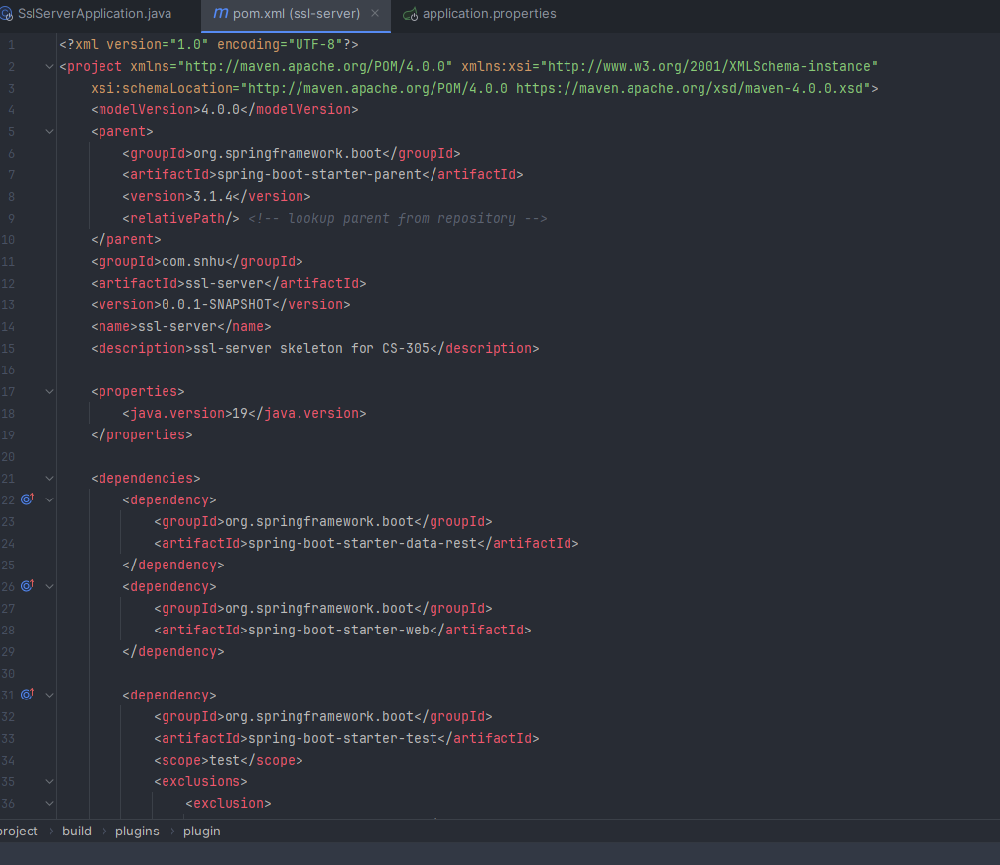 SslServerApplication.java
m pom.xml (ssl-server) ×
application.properties
1 <?xml version="1.0" encoding="UTF-8"?>
2 <project xmlns="http://maven.apache.org/POM/4.0.0" xmlns:xsi="http://www.w3.org/2001/XMLSchema-instance"
3 xsi:schemaLocation="http://maven.apache.org/POM/4.0.0 https://maven.apache.org/xsd/maven-4.0.0.xsd">
4 <modelVersion>4.0.0</modelVersion>
5 <parent>
6 <groupId>org.springframework.boot</groupId>
7 <artifactId>spring-boot-starter-parent</artifactId>
8 <version>3.1.4</version>
9 <relativePath/> <!-- lookup parent from repository -->
10 </parent>
11 <groupId>com.snhu</groupId>
12 <artifactId>ssl-server</artifactId>
13 <version>0.0.1-SNAPSHOT</version>
14 <name>ssl-server</name>
15 <description>ssl-server skeleton for CS-305</description>
16
17 <properties>
18 <java.version>19</java.version>
19 </properties>
20
21 <dependencies>
22 <dependency>
23 <groupId>org.springframework.boot</groupId>
24 <artifactId>spring-boot-starter-data-rest</artifactId>
25 </dependency>
26 <dependency>
27 <groupId>org.springframework.boot</groupId>
28 <artifactId>spring-boot-starter-web</artifactId>
29 </dependency>
30
31 <dependency>
32 <groupId>org.springframework.boot</groupId>
33 <artifactId>spring-boot-starter-test</artifactId>
34 <scope>test</scope>
35 <exclusions>
36 <exclusion>
project › build › plugins › plugin